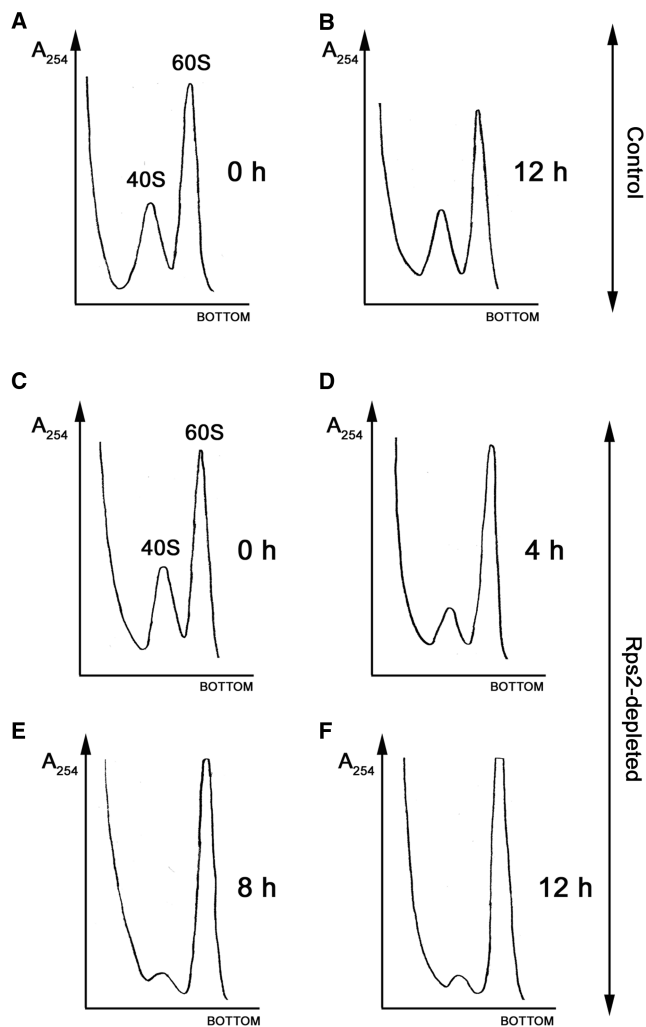 A
A254
60S
40S
0 h
BOTTOM
B
A254
12 h
BOTTOM
Control
C
A254
60S
40S
0 h
BOTTOM
D
A254
4 h
BOTTOM
E
A254
8 h
BOTTOM
F
A254
12 h
BOTTOM
Rps2-depleted